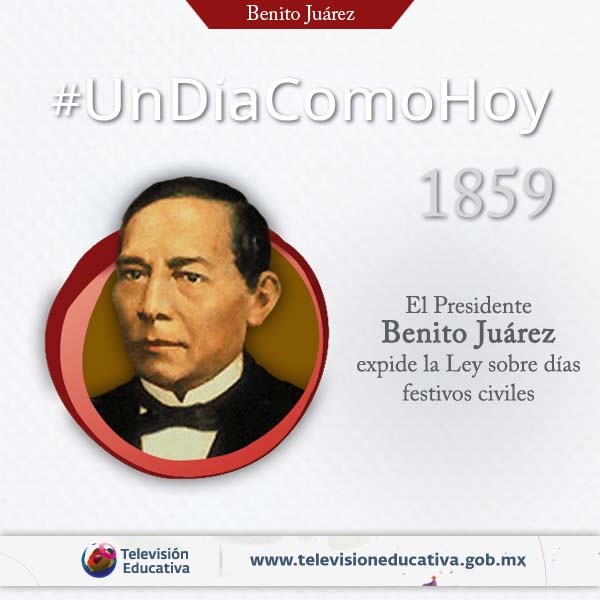 Benito Juárez
#UnDiaComoHoy
1859
El Presidente
Benito Juárez
expide la Ley sobre días
festivos civiles
Televisión
Educativa
www.televisioneducativa.gob.mx